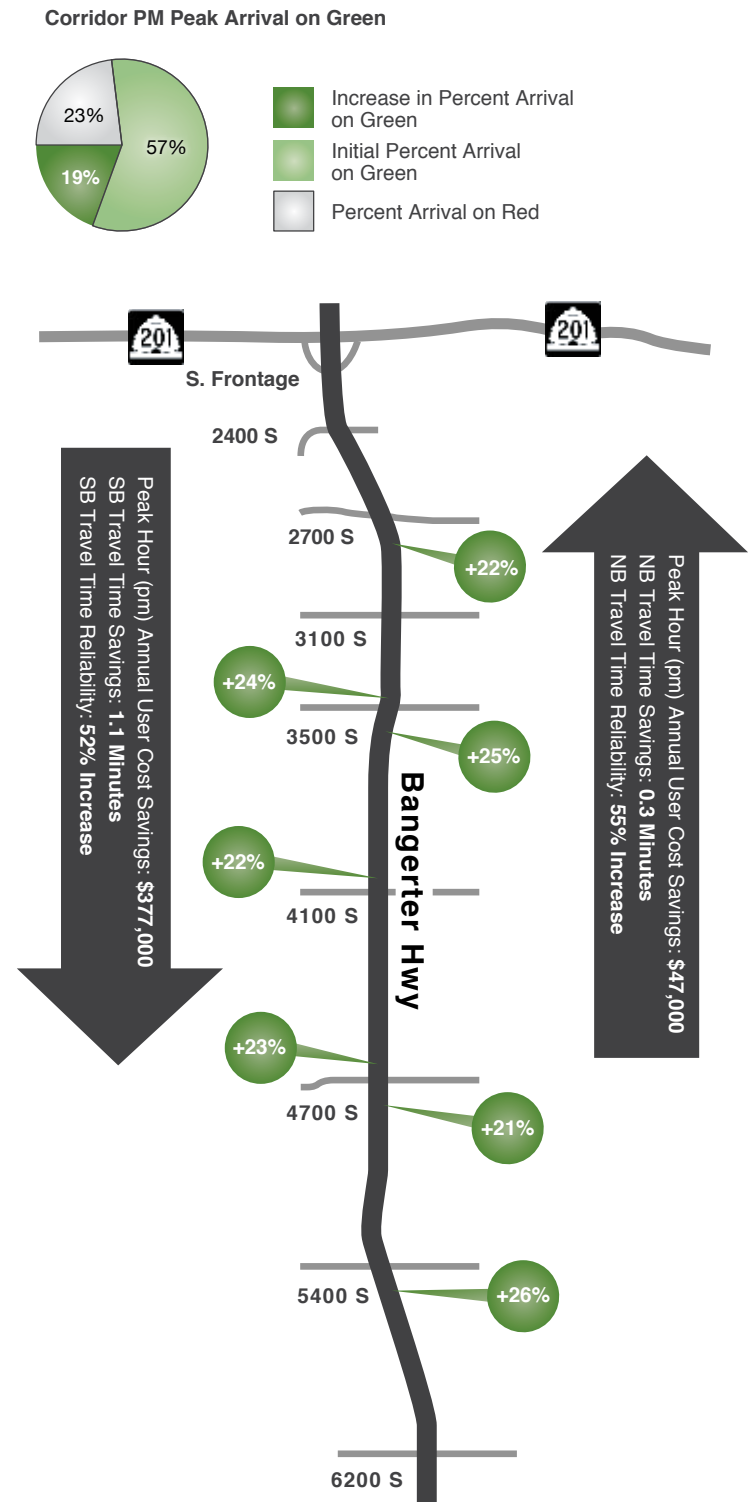 Corridor PM Peak Arrival on Green
23%
57%
19%
Increase in Percent Arrival
on Green
Initial Percent Arrival
on Green
Percent Arrival on Red
201
201
S. Frontage
2400 S
2700 S
+22%
3100 S
+24%
3500 S
+25%
Bangerter Hwy
+22%
4100 S
+23%
4700 S
+21%
5400 S
+26%
6200 S
Peak Hour (pm) Annual User Cost Savings: $377,000
SB Travel Time Savings: 1.1 Minutes
SB Travel Time Reliability: 52% Increase
Peak Hour (pm) Annual User Cost Savings: $47,000
NB Travel Time Savings: 0.3 Minutes
NB Travel Time Reliability: 55% Increase